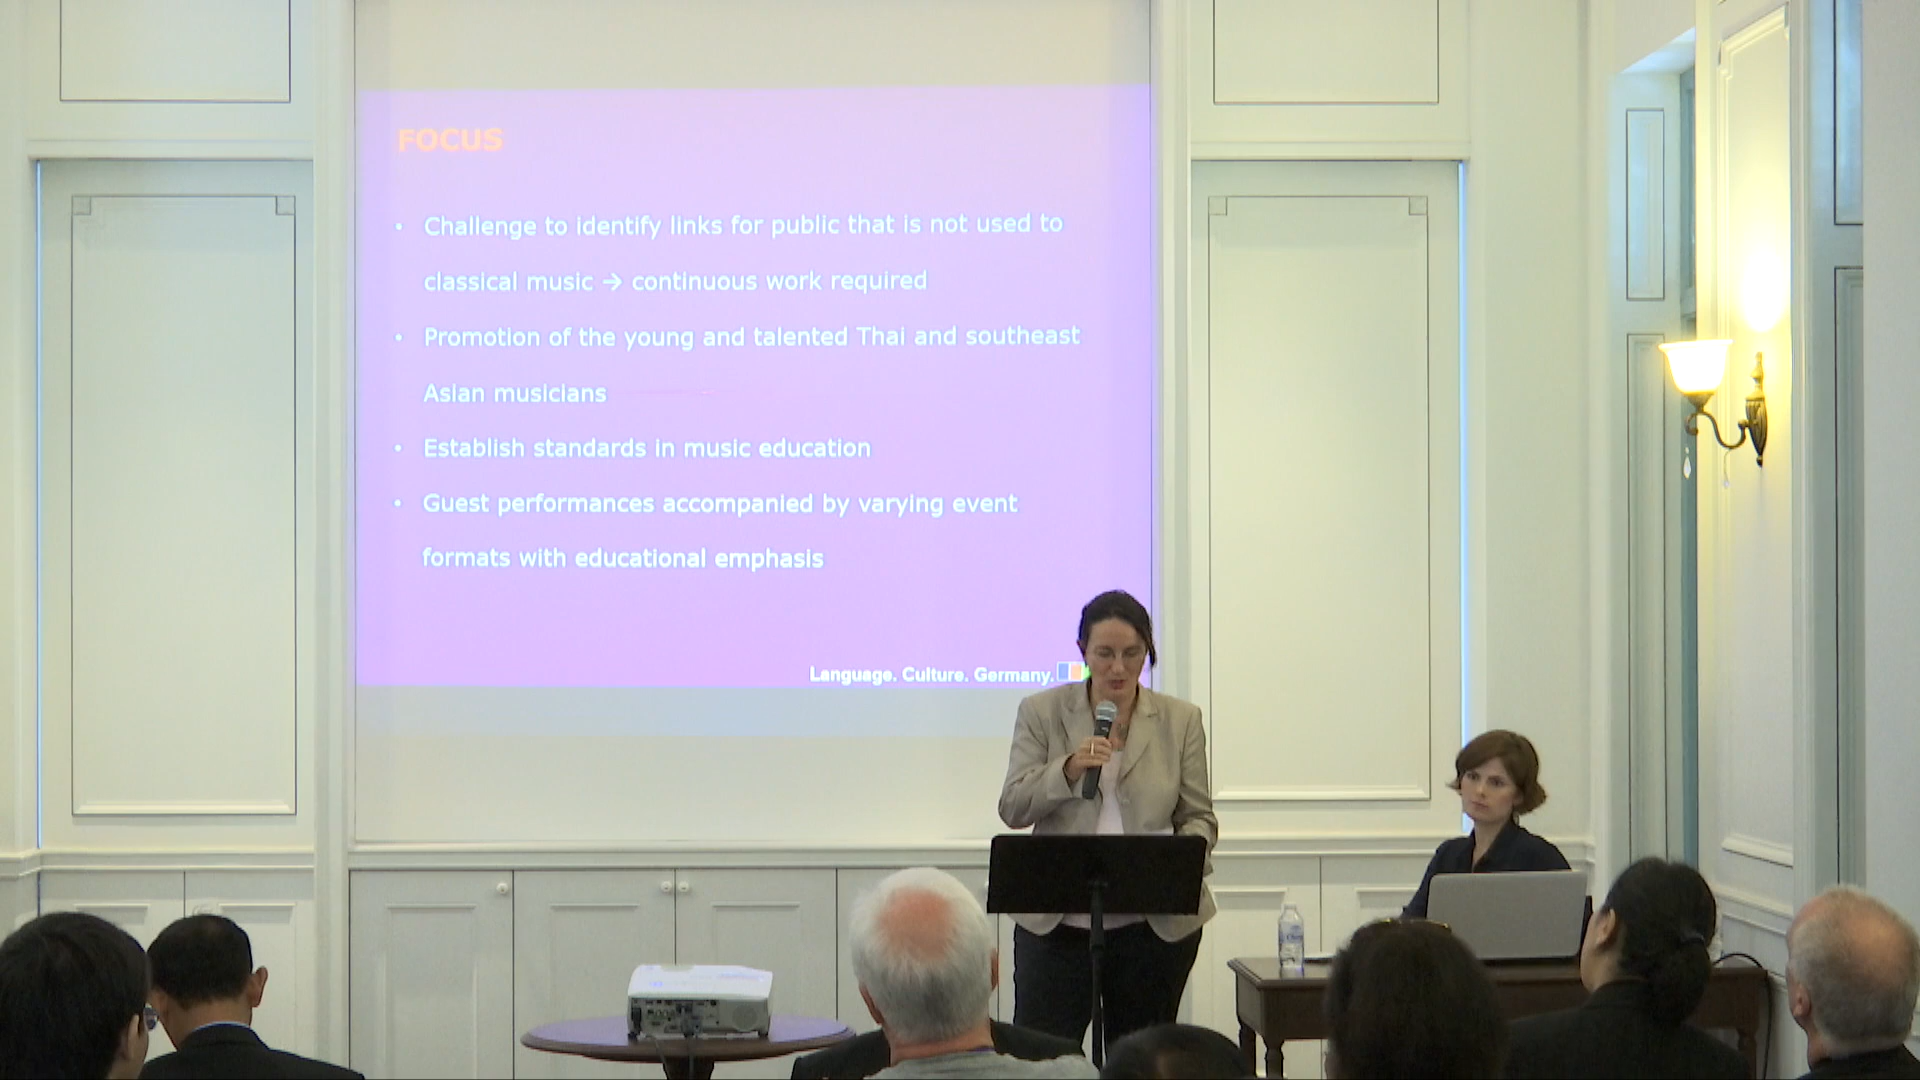 FOCUS
• Challenge to identify links for public that is not used to
classical music → continuous work required
• Promotion of the young and talented Thai and southeast
Asian musicians
• Establish standards in music education
• Guest performances accompanied by varying event
formats with educational emphasis
Language. Culture. Germany.